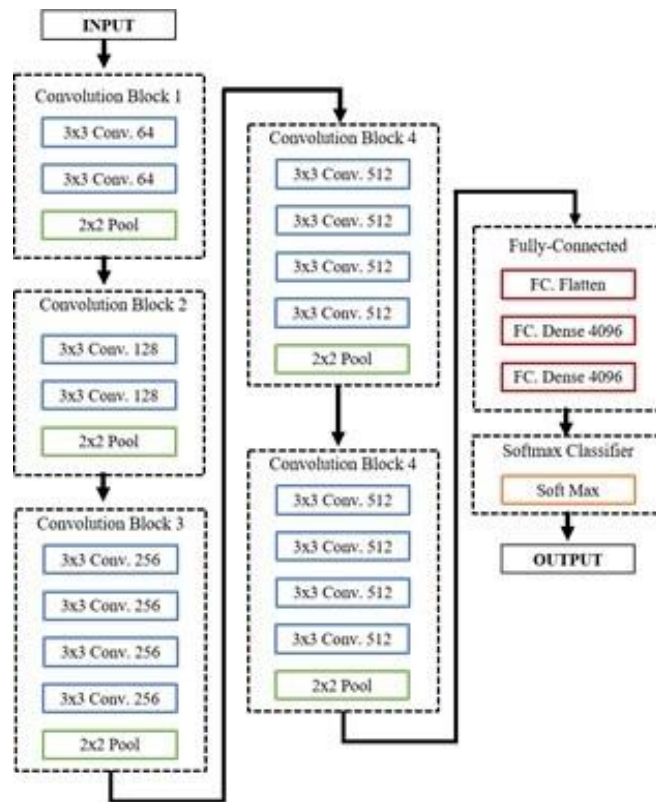 INPUT
Convolution Block 1
3x3 Conv. 64
3x3 Conv. 64
2x2 Pool
Convolution Block 2
3x3 Conv. 128
3x3 Conv. 128
2x2 Pool
Convolution Block 3
3x3 Conv. 256
3x3 Conv. 256
3x3 Conv. 256
3x3 Conv. 256
2x2 Pool
Convolution Block 4
3x3 Conv. 512
3x3 Conv. 512
3x3 Conv. 512
3x3 Conv. 512
2x2 Pool
Convolution Block 4
3x3 Conv. 512
3x3 Conv. 512
3x3 Conv. 512
3x3 Conv. 512
2x2 Pool
Fully-Connected
FC. Flatten
FC. Dense 4096
FC. Dense 4096
Softmax Classifier
Soft Max
OUTPUT